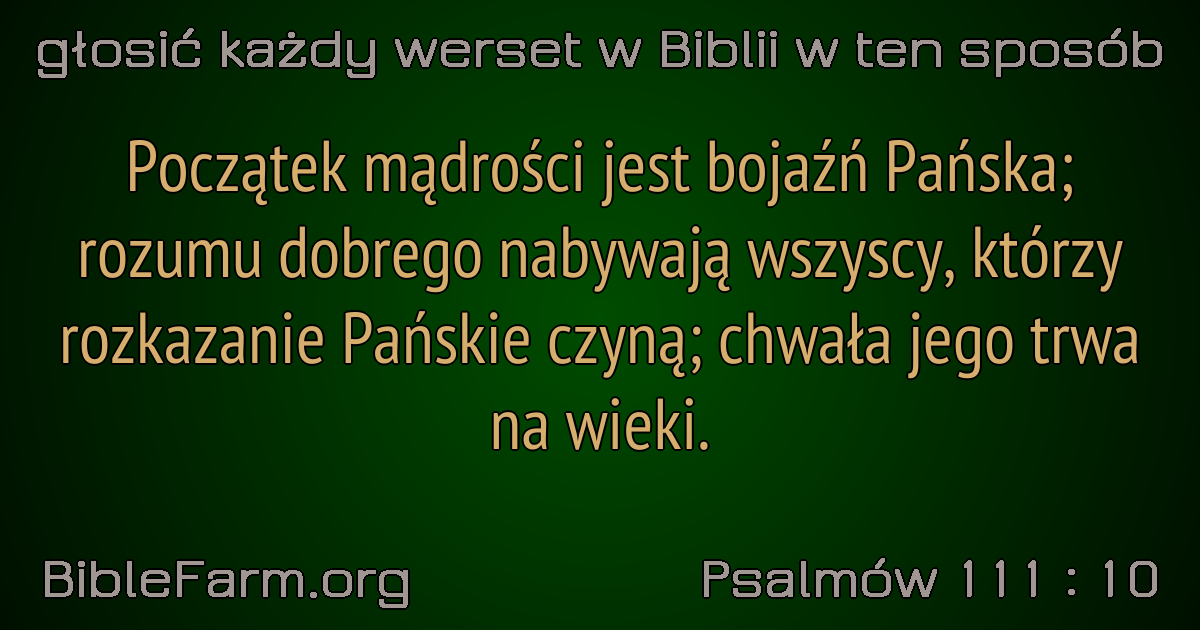 głosić każdy werset w Biblii w ten sposób
Początek mądrości jest bojaźń Pańska;
rozumu dobrego nabywają wszyscy, którzy
rozkazanie Pańskie czyną; chwała jego trwa
na wieki.
BibleFarm.org
Psalmów 111 : 10